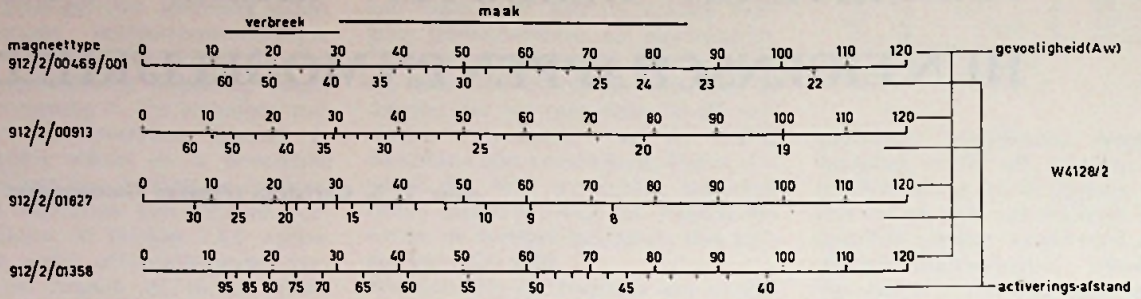 verbreek maak
magneettype
0 10 20 30 40 50 60 70 80 90 100 110 120 gevoeligheid(Aw)
912/2/00469/001
60 50 40 35 30 25 24 23 22
0 10 20 30 40 50 60 70 80 90 100 110 120
912/2/00913
60 50 40 35 30 25 20 19
W4128/2
0 10 20 30 40 50 60 70 80 90 100 110 120
912/2/01627
30 25 20 15 10 9 8
0 10 20 30 40 50 60 70 80 90 100 110 120
912/2/01358
95 85 80 75 70 65 60 55 50 45 40 activerings-afstand